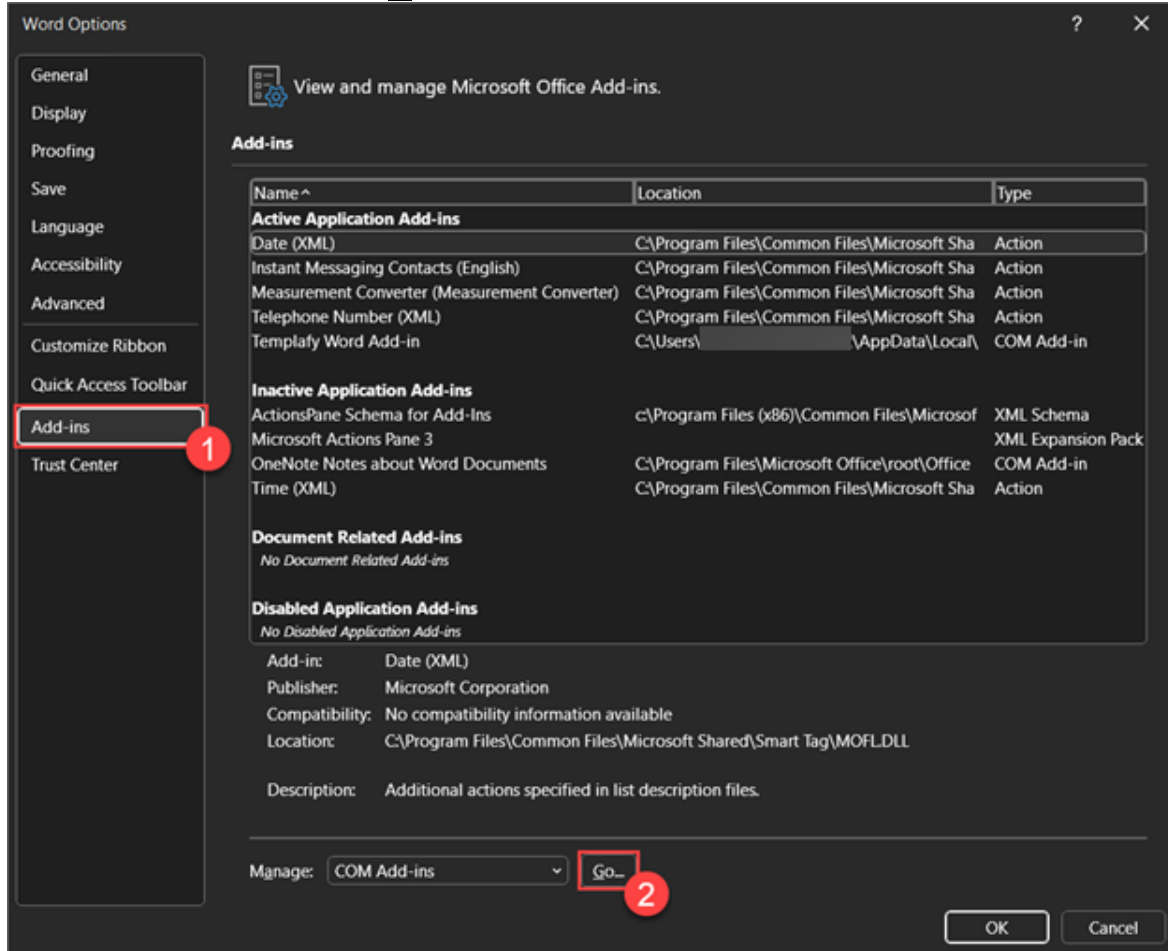 Word Options
?
General
Display
Proofing
Save
Language
Accessibility
Advanced
Customize Ribbon
Quick Access Toolbar
Add-ins
1
Trust Center
View and manage Microsoft Office Add-ins.
Add-ins
Name Location Type
Active Application Add-ins
Date (XML) C:\Program Files\Common Files\Microsoft Sha Action
Instant Messaging Contacts (English) C:\Program Files\Common Files\Microsoft Sha Action
Measurement Converter (Measurement Converter) C:\Program Files\Common Files\Microsoft Sha Action
Telephone Number (XML) C:\Program Files\Common Files\Microsoft Sha Action
Templafy Word Add-in C:\Users\ \AppData\Local\ COM Add-in
Inactive Application Add-ins
ActionsPane Schema for Add-Ins c:\Program Files (x86)\Common Files\Microsof XML Schema
Microsoft Actions Pane 3 XML Expansion Pack
OneNote Notes about Word Documents C:\Program Files\Microsoft Office\root\Office COM Add-in
Time (XML) C:\Program Files\Common Files\Microsoft Sha Action
Document Related Add-ins
No Document Related Add-ins
Disabled Application Add-ins
No Disabled Application Add-ins
Add-in: Date (XML)
Publisher: Microsoft Corporation
Compatibility: No compatibility information available
Location: C:\Program Files\Common Files\Microsoft Shared\Smart Tag\MOFL.DLL
Description: Additional actions specified in list description files.
Manage: COM Add-ins Go...
2
OK Cancel